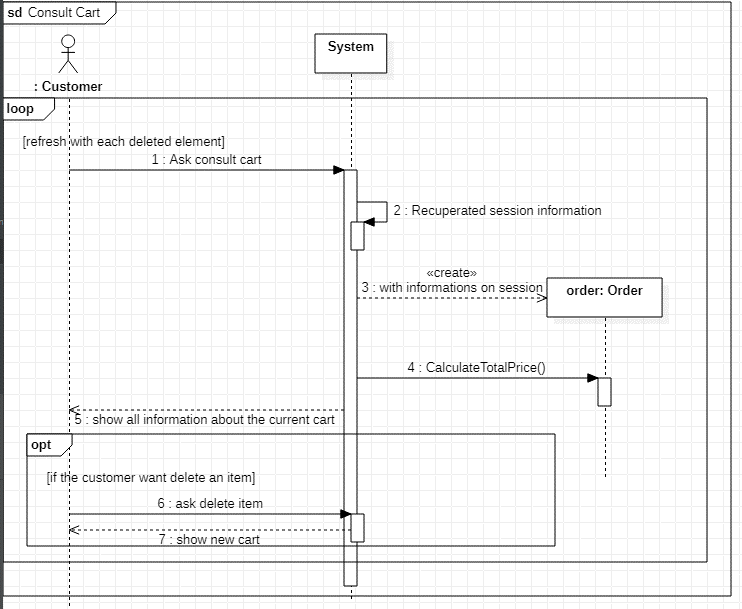 sd Consult Cart
System
: Customer
loop
[refresh with each deleted element]
1 : Ask consult cart
2 : Recuperated session information
«create»
3 : with informations on session
order: Order
4 : CalculateTotalPrice()
5 : show all information about the current cart
opt
[if the customer want delete an item]
6 : ask delete item
7 : show new cart